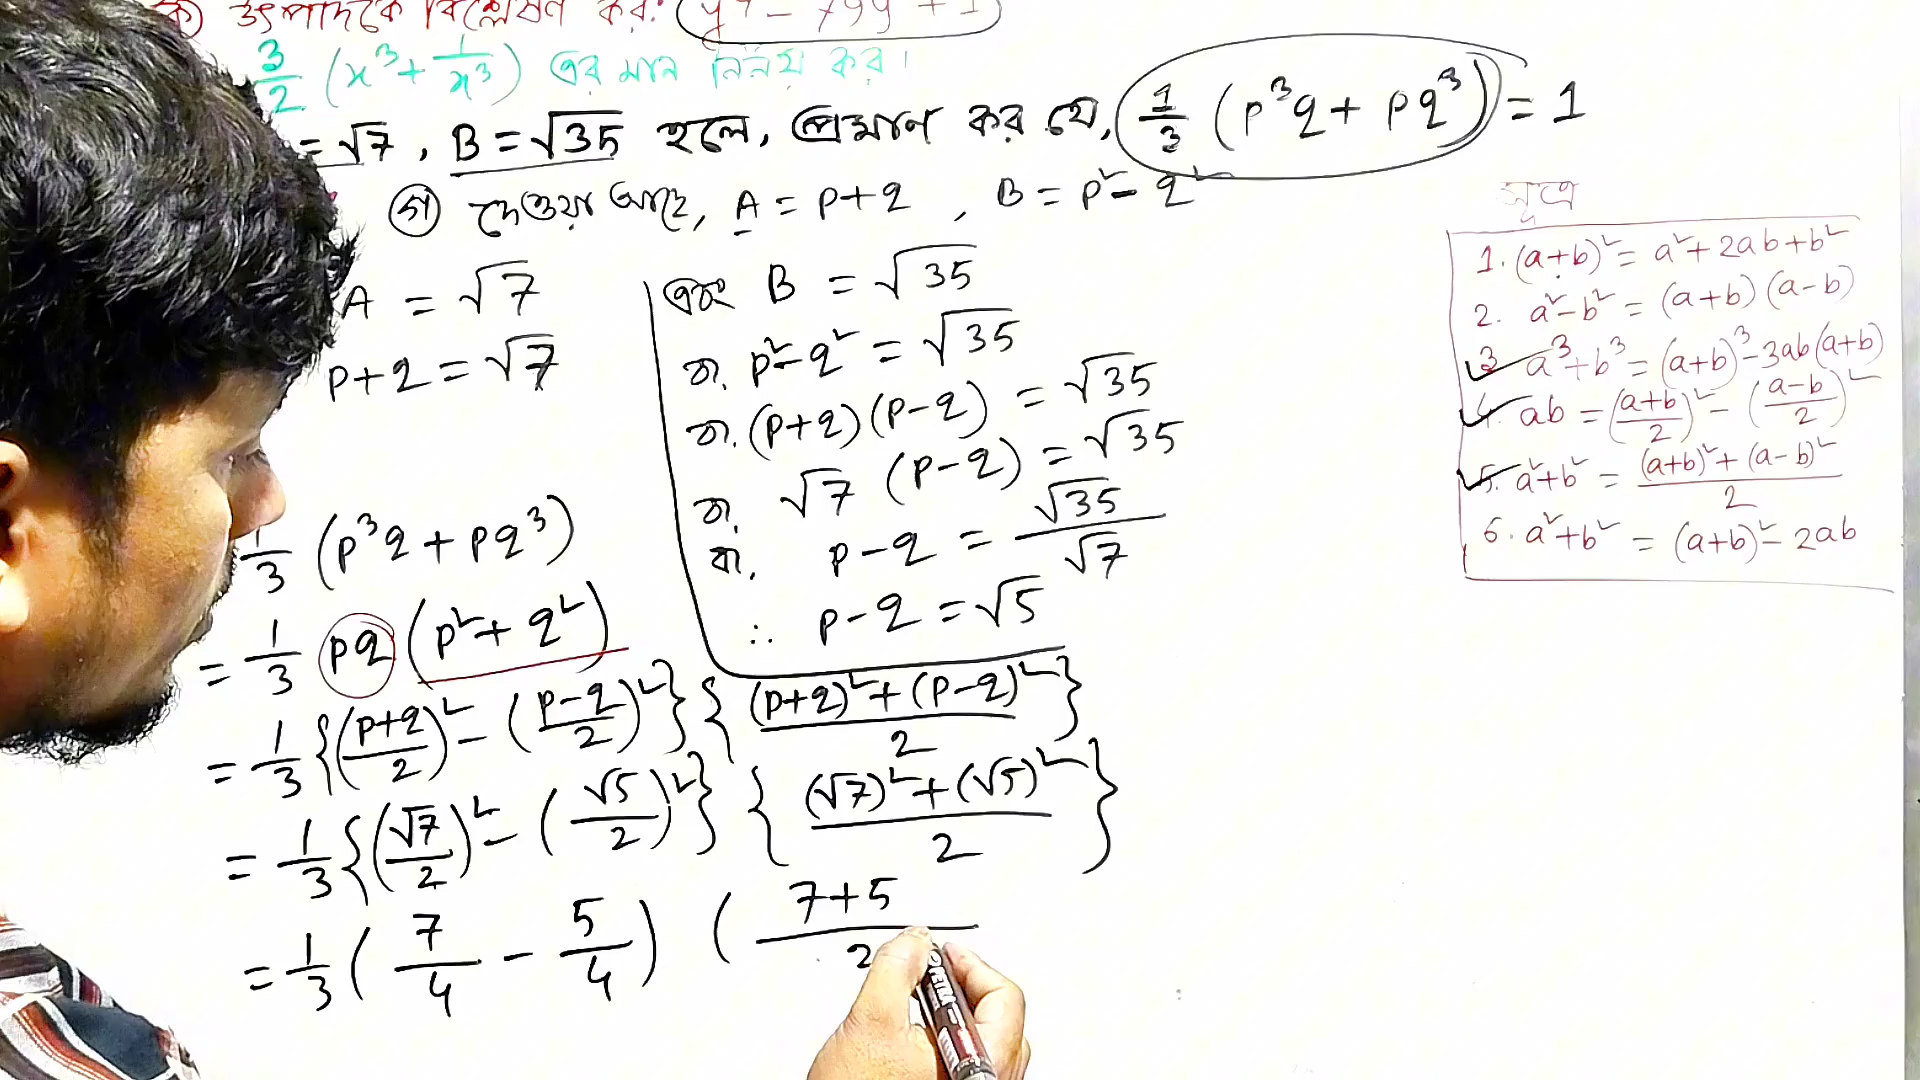 উৎপাদকে বিশ্লেষণ কর: y⁴ - 79y + 1
3/2 (x³ + 1/x³) এর মান নির্নয় কর।
= √7, B = √35 হলে, প্রমাণ কর যে, 1/3 (p³q + pq³) = 1
গ দেওয়া আছে, A = p+q , B = p² - q²
A = √7
p+q = √7
এবং B = √35
বা, p² - q² = √35
বা, (p+q)(p-q) = √35
বা, √7 (p-q) = √35
বা, p-q = √35/√7
∴ p-q = √5
1/3 (p³q + pq³)
= 1/3 pq (p² + q²)
= 1/3 {((p+q)/2)² - ((p-q)/2)²} {((p+q)² + (p-q)²)/2}
= 1/3 {(√7/2)² - (√5/2)²} {((√7)² + (√5)²)/2}
= 1/3 (7/4 - 5/4) ((7+5)/2
সূত্র
1. (a+b)² = a² + 2ab + b²
2. a² - b² = (a+b)(a-b)
3 a³ + b³ = (a+b)³ - 3ab(a+b)
4. ab = ((a+b)/2)² - ((a-b)/2)²
5. a² + b² = ((a+b)² + (a-b)²)/2
6. a² + b² = (a+b)² - 2ab